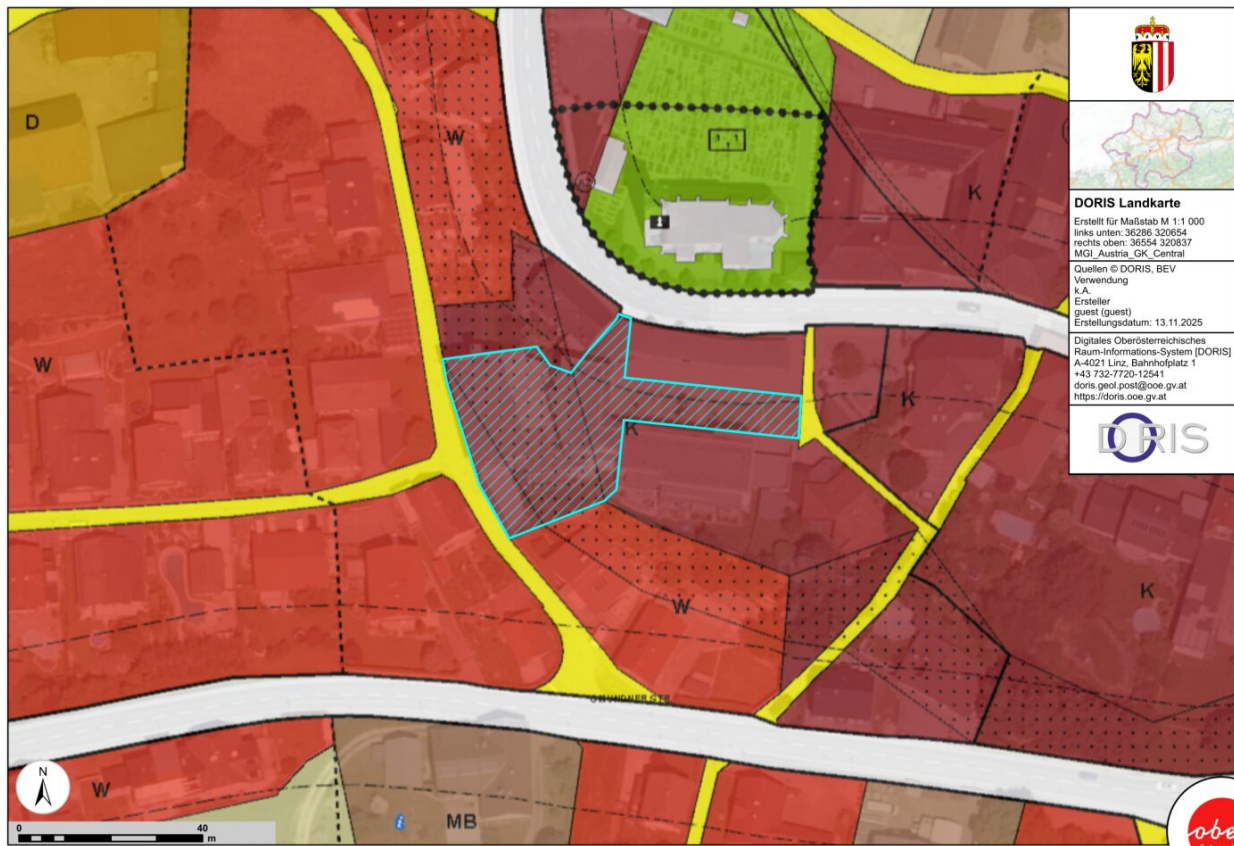 D
W
W
K
K
K
K
W
W
MB
N
0 40
m
DORIS Landkarte
Erstellt für Maßstab M 1:1 000
links unten: 36286 320654
rechts oben: 36554 320837
MGI_Austria_GK_Central
Quellen © DORIS, BEV
Verwendung
k.A.
Ersteller
guest (guest)
Erstellungsdatum: 13.11.2025
Digitales Oberösterreichisches
Raum-Informations-System [DORIS]
A-4021 Linz, Bahnhofplatz 1
+43 732-7720-12541
doris.geol.post@ooe.gv.at
https://doris.ooe.gv.at
DORIS
obe